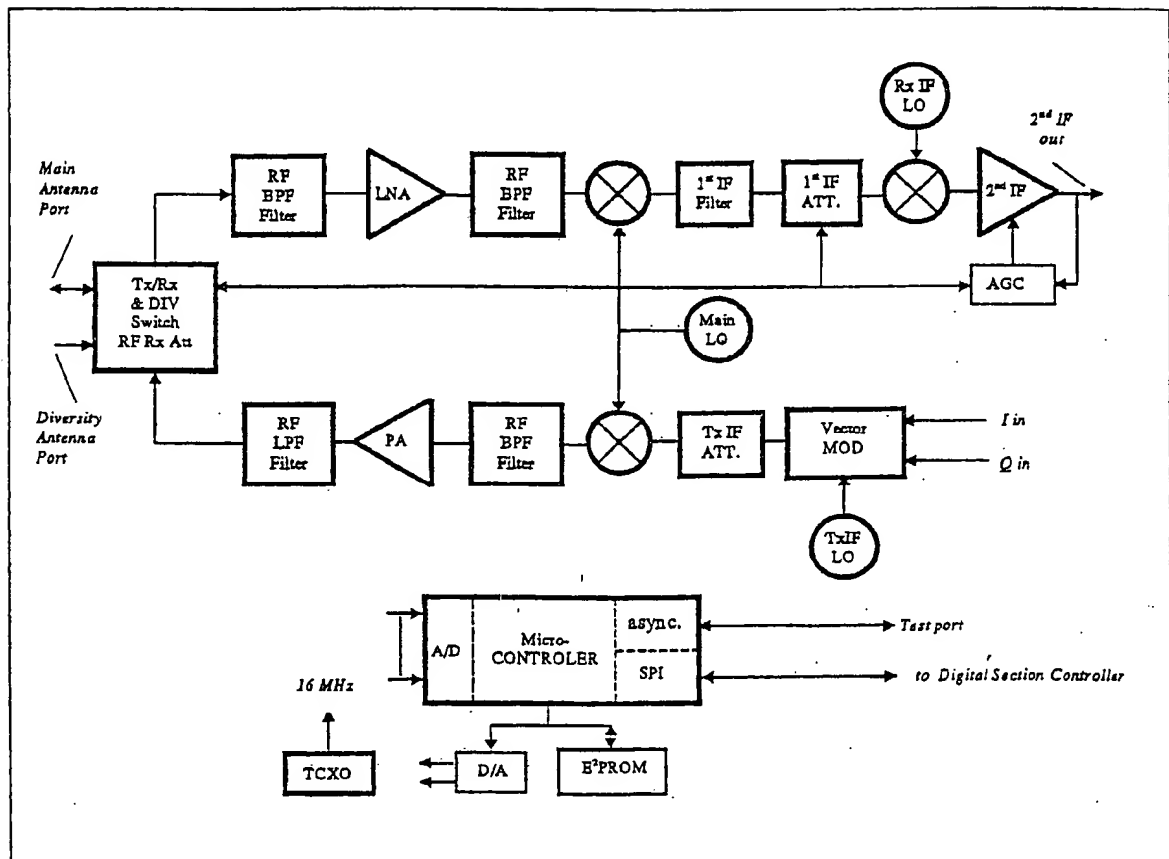 Rx IF
LO
2nd IF
out
Main
Antenna
Port
RF
BPF
Filter
LNA
RF
BPF
Filter
1st IF
Filter
1st IF
ATT.
2nd IF
Tx/Rx
& DIV
Switch
RF Rx Att
AGC
Main
LO
Diversity
Antenna
Port
RF
LPF
Filter
PA
RF
BPF
Filter
Tx IF
ATT.
Vector
MOD
I in
Q in
TxIF
LO
A/D
Micro-
CONTROLER
async.
SPI
Test port
to Digital Section Controller
16 MHz
TCXO
D/A
E²PROM